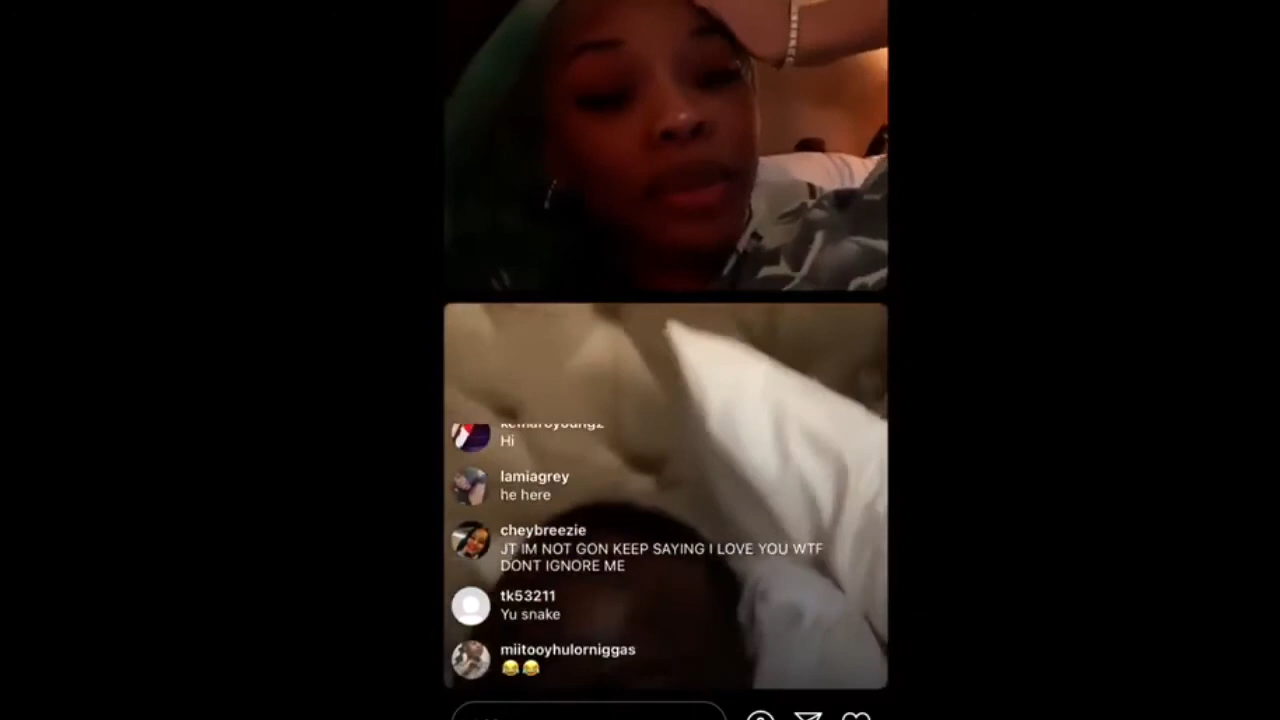 Hi
lamiagrey
he here
cheybreezie
JT IM NOT GON KEEP SAYING I LOVE YOU WTF
DONT IGNORE ME
tk53211
Yu snake
miitooyhulorniggas
😂😂